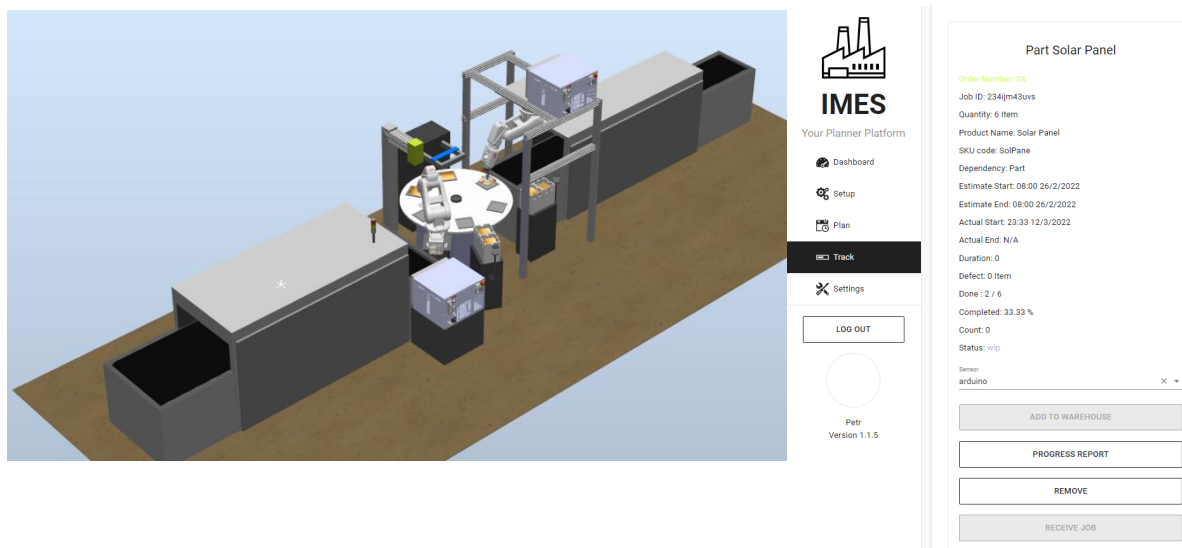 IMES
Your Planner Platform
Dashboard
Setup
Plan
Track
Settings
LOG OUT
Petr
Version 1.1.5
Part Solar Panel
Order Number: 24
Job ID: 234ijm43uvs
Quantity: 6 Item
Product Name: Solar Panel
SKU code: SolPane
Dependency: Part
Estimate Start: 08:00 26/2/2022
Estimate End: 08:00 26/2/2022
Actual Start: 23:33 12/3/2022
Actual End: N/A
Duration: 0
Defect: 0 Item
Done : 2 / 6
Completed: 33.33 %
Count: 0
Status: wip
Sensor
arduino
ADD TO WAREHOUSE
PROGRESS REPORT
REMOVE
RECEIVE JOB